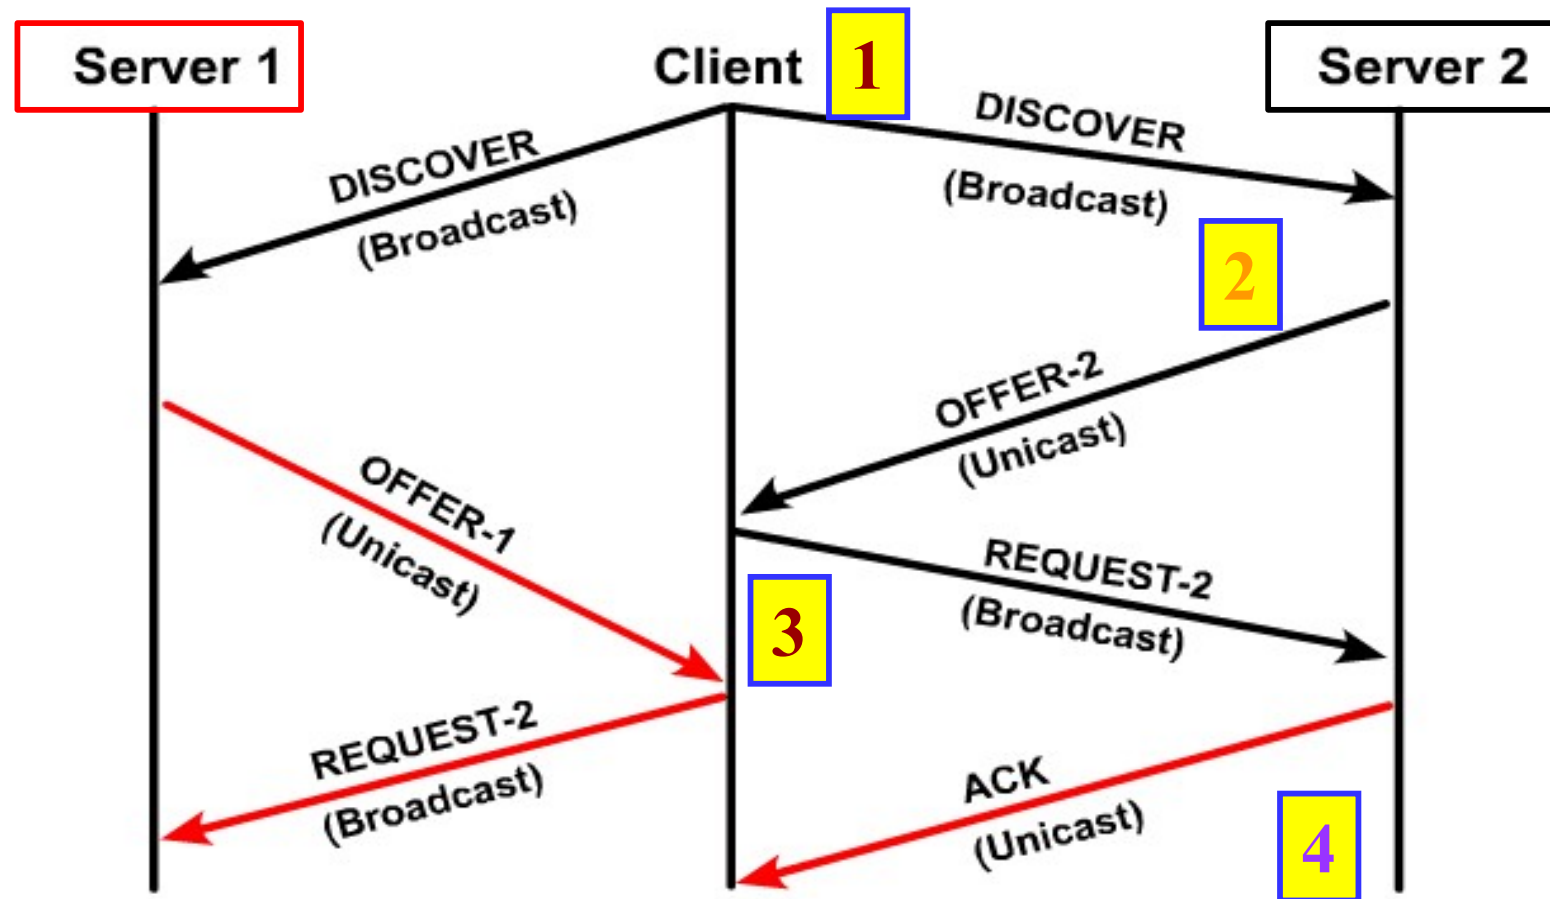 Server 1
Client
1
Server 2
DISCOVER
(Broadcast)
DISCOVER
(Broadcast)
2
OFFER-2
(Unicast)
OFFER-1
(Unicast)
REQUEST-2
(Broadcast)
3
REQUEST-2
(Broadcast)
ACK
(Unicast)
4